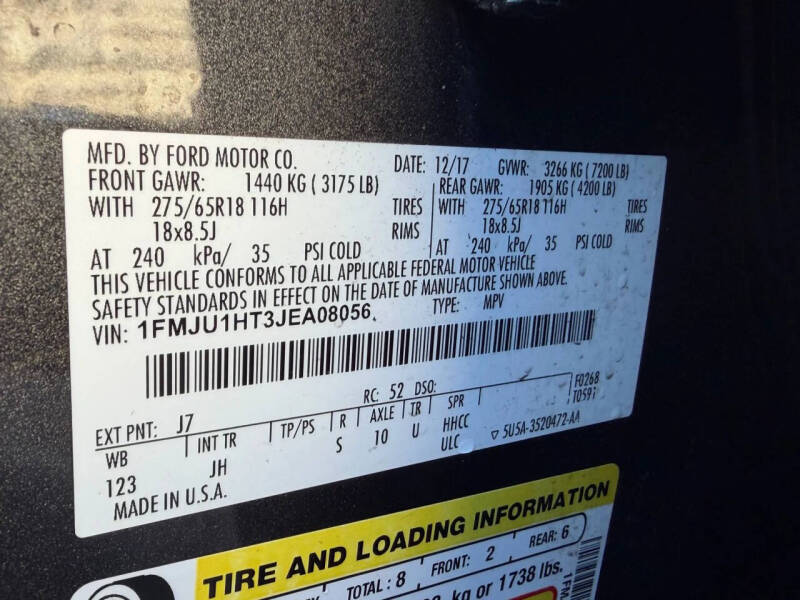 MFD. BY FORD MOTOR CO. DATE: 12/17 GVWR: 3266 KG (7200 LB)
FRONT GAWR: 1440 KG (3175 LB) REAR GAWR: 1905 KG (4200 LB)
WITH 275/65R18 116H TIRES WITH 275/65R18 116H TIRES
18x8.5J RIMS 18x8.5J RIMS
AT 240 kPa/ 35 PSI COLD AT 240 kPa/ 35 PSI COLD
THIS VEHICLE CONFORMS TO ALL APPLICABLE FEDERAL MOTOR VEHICLE
SAFETY STANDARDS IN EFFECT ON THE DATE OF MANUFACTURE SHOWN ABOVE.
VIN: 1FMJU1HT3JEA08056 TYPE: MPV
F0268
EXT PNT: J7 RC: 52 DSO: T0591
WB INT TR TP/PS R AXLE TR SPR
123 JH S 10 U HHCC
ULC ▽ 5U5A-3520472-AA
MADE IN U.S.A.
TIRE AND LOADING INFORMATION
TOTAL: 8 FRONT: 2 REAR: 6
kg or 1738 lbs.